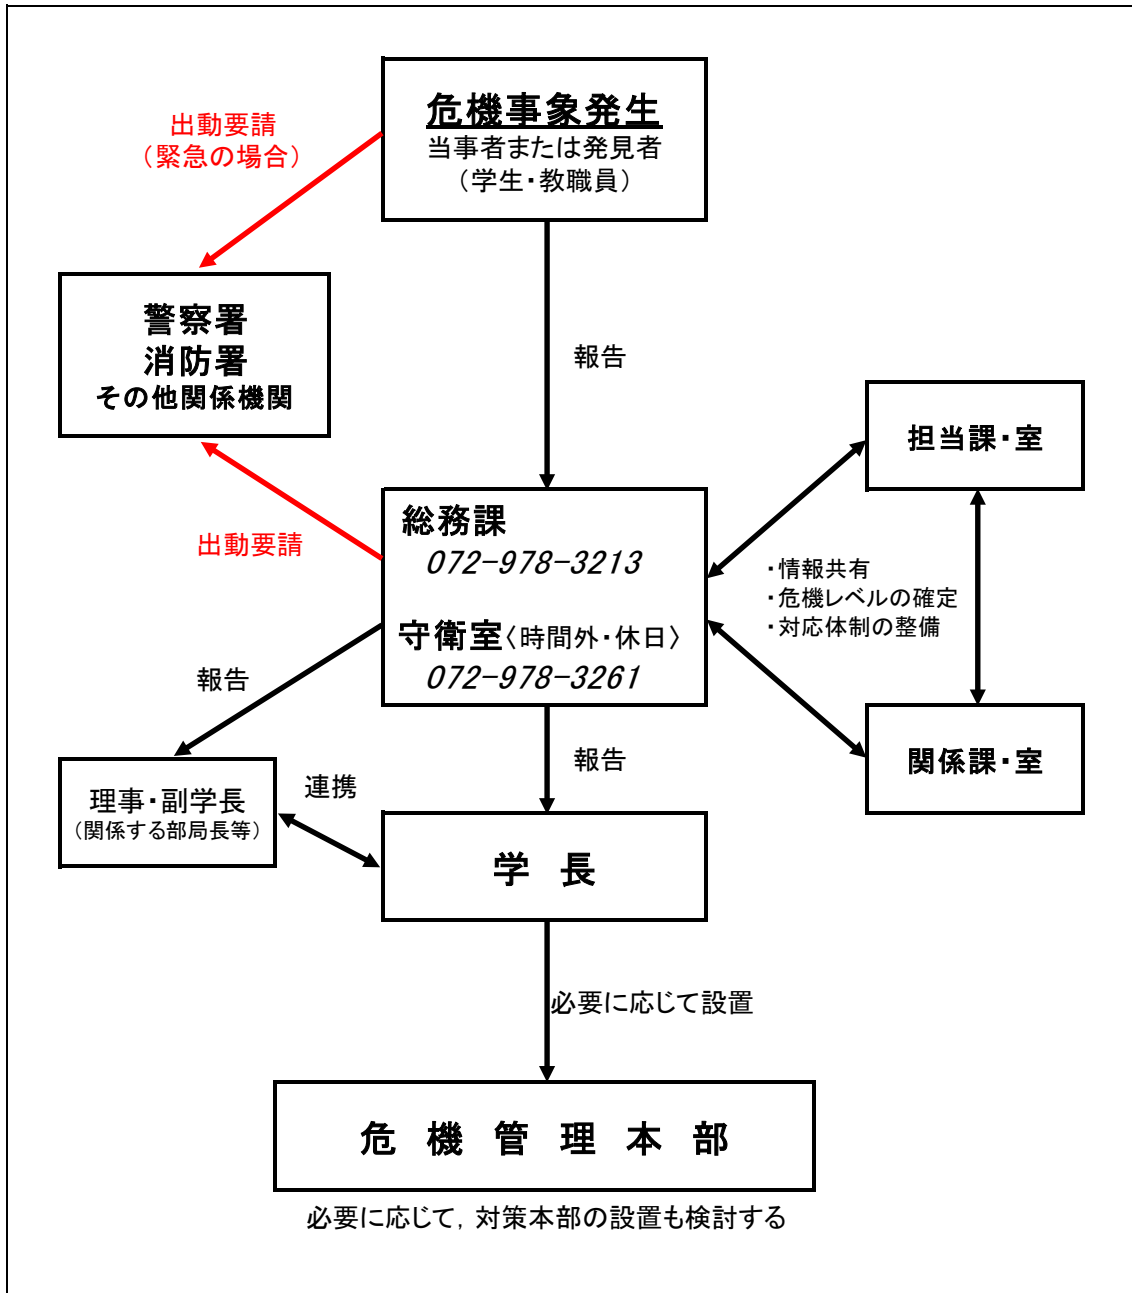 危機事象発生
当事者または発見者
（学生・教職員）
出動要請
（緊急の場合）
警察署
消防署
その他関係機関
報告
担当課・室
総務課
072-978-3213
守衛室〈時間外・休日〉
072-978-3261
出動要請
・情報共有
・危機レベルの確定
・対応体制の整備
報告
関係課・室
報告
理事・副学長
（関係する部局長等）
連携
学 長
必要に応じて設置
危 機 管 理 本 部
必要に応じて，対策本部の設置も検討する